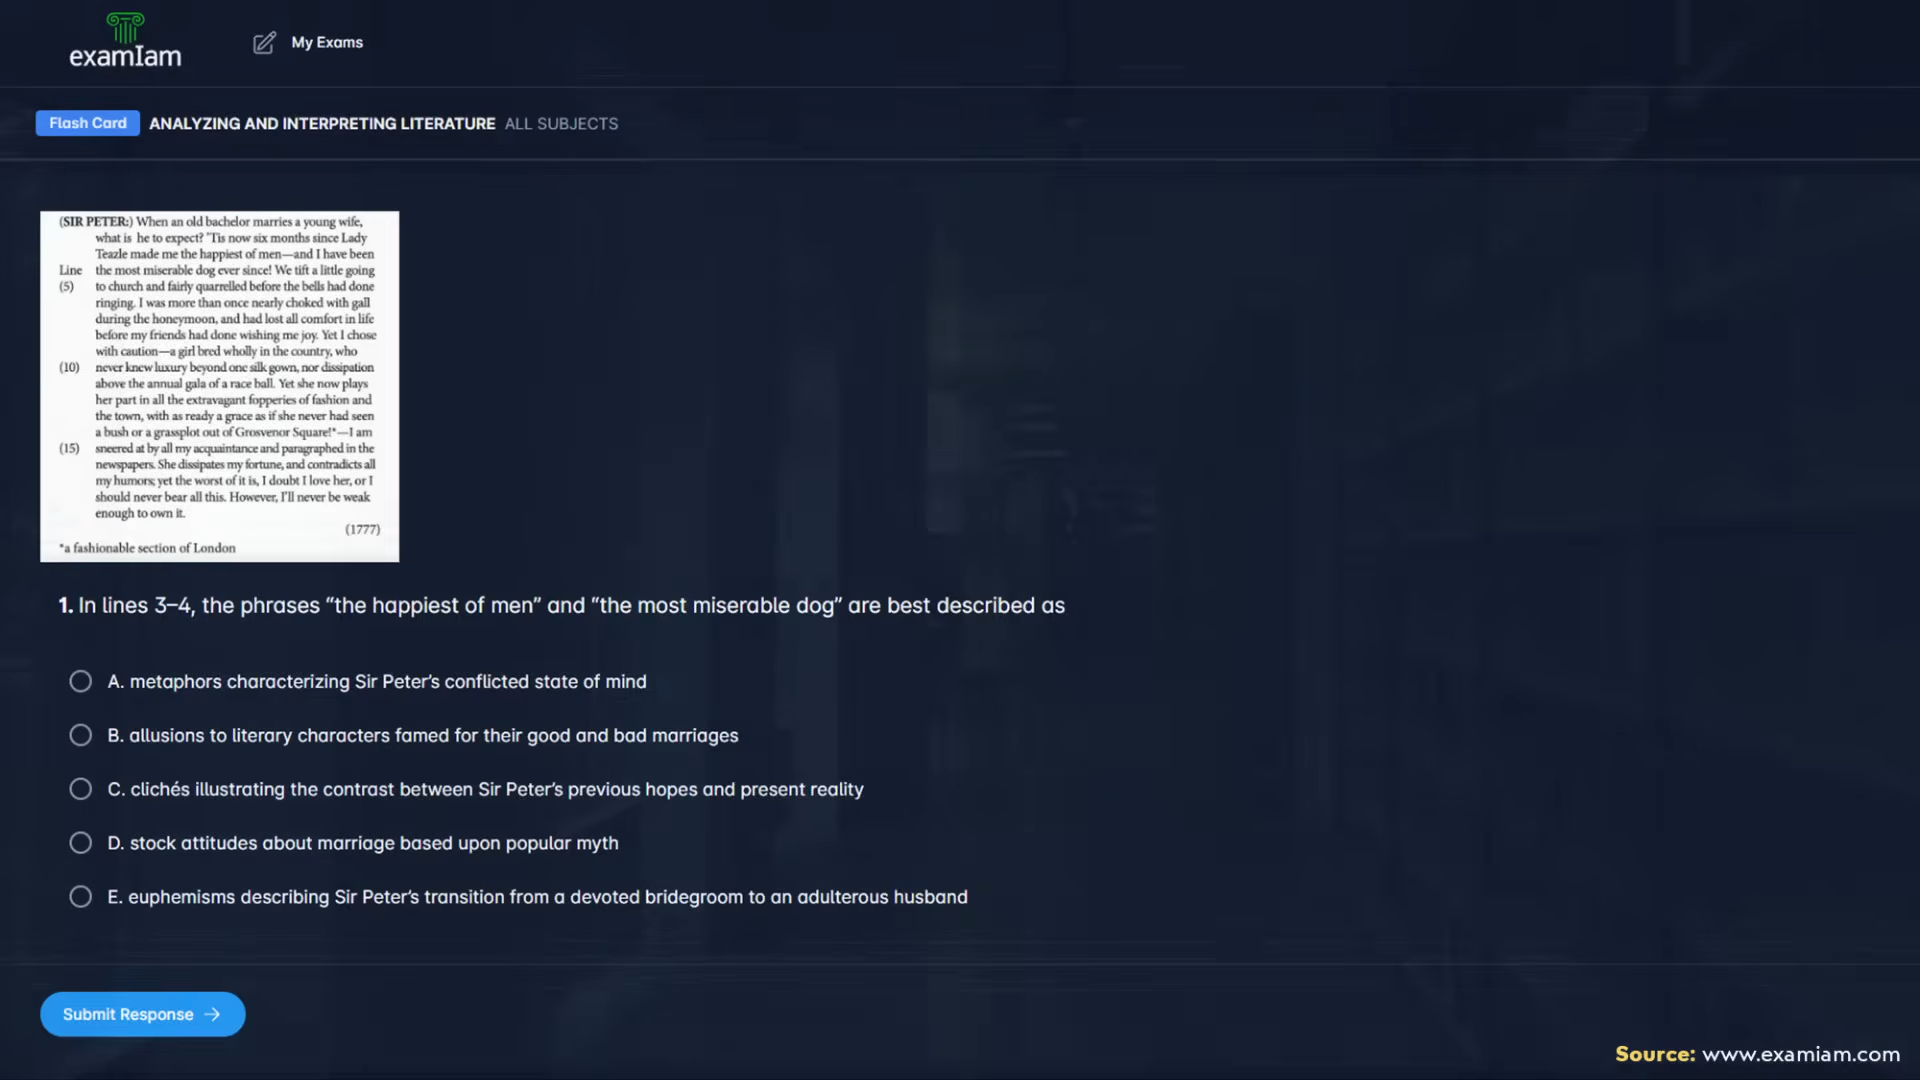 examIam
My Exams
Flash Card ANALYZING AND INTERPRETING LITERATURE ALL SUBJECTS
(SIR PETER:) When an old bachelor marries a young wife,
what is he to expect? 'Tis now six months since Lady
Teazle made me the happiest of men—and I have been
Line the most miserable dog ever since! We tift a little going
(5) to church and fairly quarrelled before the bells had done
ringing. I was more than once nearly choked with gall
during the honeymoon, and had lost all comfort in life
before my friends had done wishing me joy. Yet I chose
with caution—a girl bred wholly in the country, who
(10) never knew luxury beyond one silk gown, nor dissipation
above the annual gala of a race ball. Yet she now plays
her part in all the extravagant fopperies of fashion and
the town, with as ready a grace as if she never had seen
a bush or a grassplot out of Grosvenor Square!*—I am
(15) sneered at by all my acquaintance and paragraphed in the
newspapers. She dissipates my fortune, and contradicts all
my humors; yet the worst of it is, I doubt I love her, or I
should never bear all this. However, I'll never be weak
enough to own it.
(1777)
*a fashionable section of London
1. In lines 3–4, the phrases “the happiest of men” and “the most miserable dog” are best described as
A. metaphors characterizing Sir Peter's conflicted state of mind
B. allusions to literary characters famed for their good and bad marriages
C. clichés illustrating the contrast between Sir Peter's previous hopes and present reality
D. stock attitudes about marriage based upon popular myth
E. euphemisms describing Sir Peter's transition from a devoted bridegroom to an adulterous husband
Submit Response →
Source: www.examiam.com